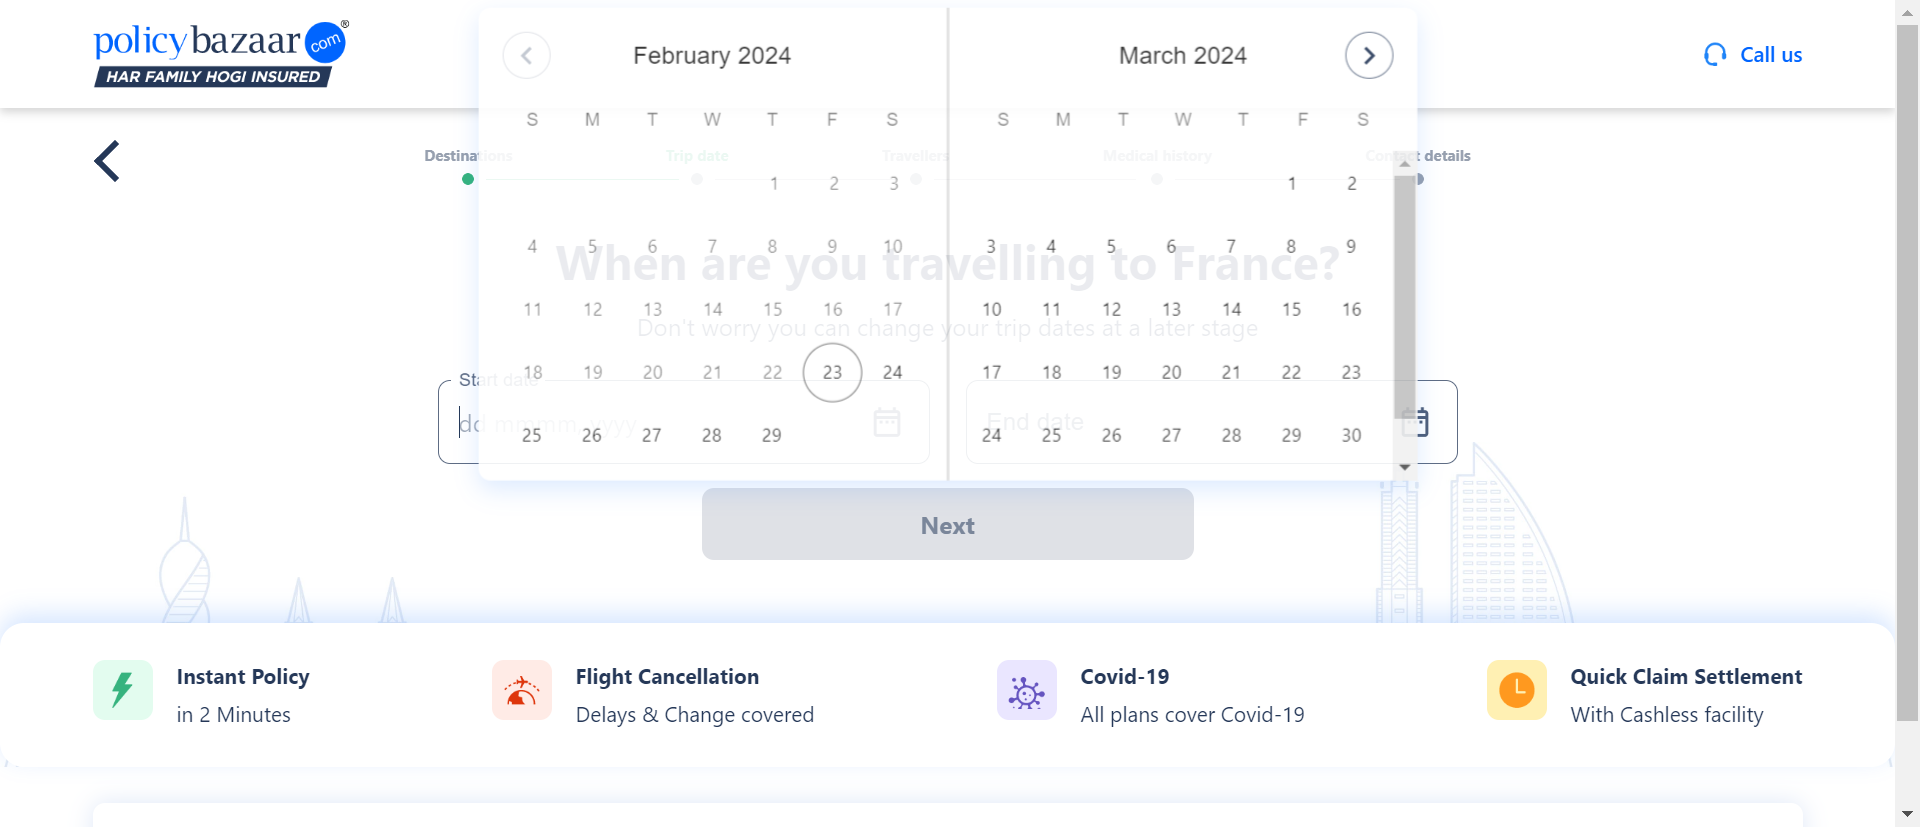 policybazaar.com®
HAR FAMILY HOGI INSURED
Call us
February 2024
March 2024
S M T W T F S
S M T W T F S
Destinations
Trip date
Travellers
Medical history
Contact details
1 2 3
1 2
4 5 6 7 8 9 10
3 4 5 6 7 8 9
When are you travelling to France?
11 12 13 14 15 16 17
10 11 12 13 14 15 16
Don't worry you can change your trip dates at a later stage
18 19 20 21 22 23 24
17 18 19 20 21 22 23
Start date
dd mmmm, yyyy
End date
25 26 27 28 29
24 25 26 27 28 29 30
Next
Instant Policy
in 2 Minutes
Flight Cancellation
Delays & Change covered
Covid-19
All plans cover Covid-19
Quick Claim Settlement
With Cashless facility